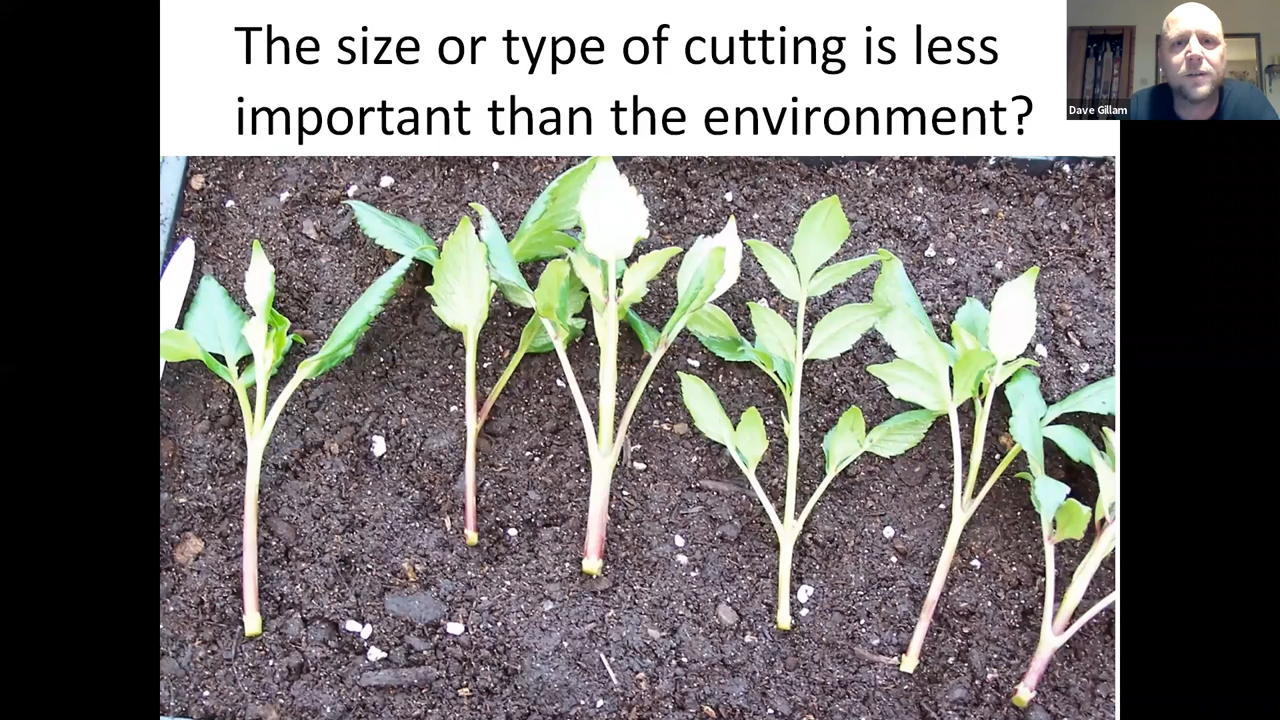 The size or type of cutting is less
important than the environment?
Dave Gillam